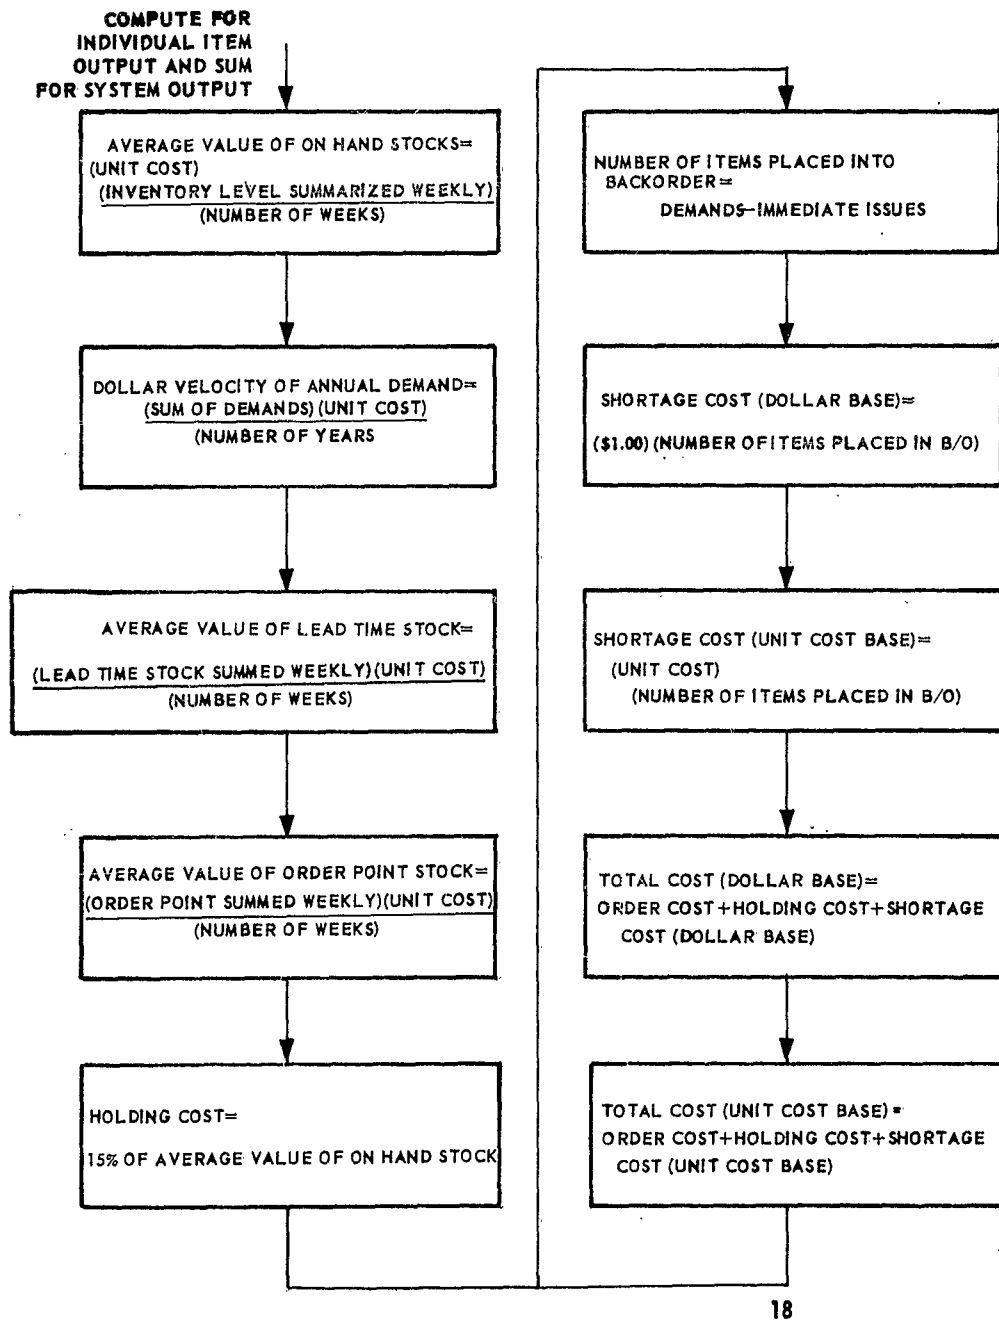 COMPUTE FOR
INDIVIDUAL ITEM
OUTPUT AND SUM
FOR SYSTEM OUTPUT
AVERAGE VALUE OF ON HAND STOCKS=
(UNIT COST)
(INVENTORY LEVEL SUMMARIZED WEEKLY)
(NUMBER OF WEEKS)
DOLLAR VELOCITY OF ANNUAL DEMAND=
(SUM OF DEMANDS) (UNIT COST)
(NUMBER OF YEARS
AVERAGE VALUE OF LEAD TIME STOCK=
(LEAD TIME STOCK SUMMED WEEKLY)(UNIT COST)
(NUMBER OF WEEKS)
AVERAGE VALUE OF ORDER POINT STOCK=
(ORDER POINT SUMMED WEEKLY)(UNIT COST)
(NUMBER OF WEEKS)
HOLDING COST=
15% OF AVERAGE VALUE OF ON HAND STOCK
NUMBER OF ITEMS PLACED INTO
BACKORDER=
DEMANDS-IMMEDIATE ISSUES
SHORTAGE COST (DOLLAR BASE)=
($1.00) (NUMBER OF ITEMS PLACED IN B/O)
SHORTAGE COST (UNIT COST BASE)=
(UNIT COST)
(NUMBER OF ITEMS PLACED IN B/O)
TOTAL COST (DOLLAR BASE)=
ORDER COST+HOLDING COST+SHORTAGE
COST (DOLLAR BASE)
TOTAL COST (UNIT COST BASE)=
ORDER COST+HOLDING COST+SHORTAGE
COST (UNIT COST BASE)
18